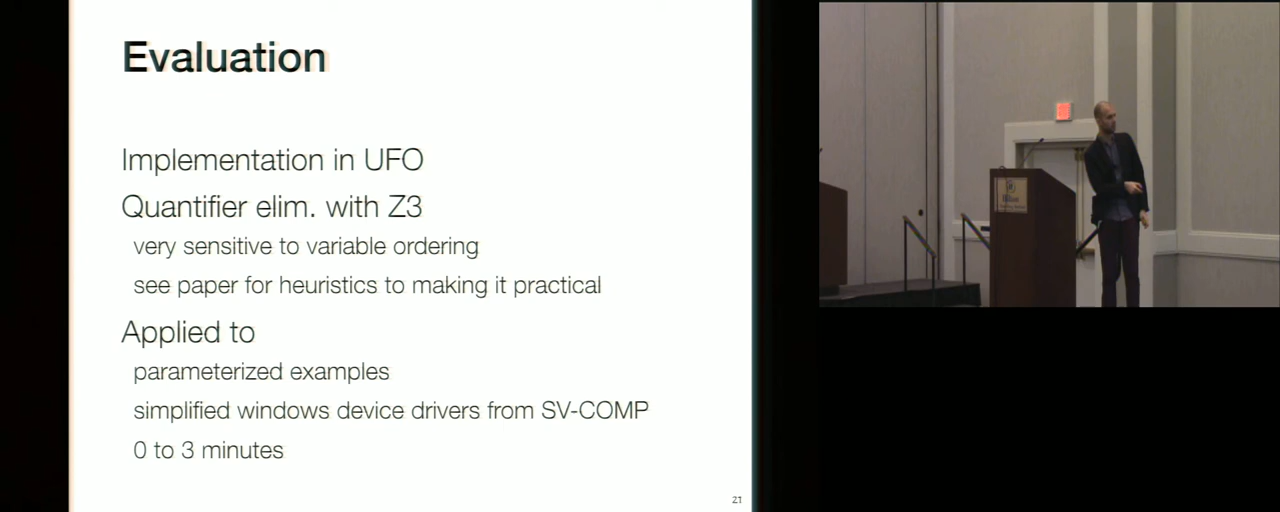 Evaluation
Implementation in UFO
Quantifier elim. with Z3
very sensitive to variable ordering
see paper for heuristics to making it practical
Applied to
parameterized examples
simplified windows device drivers from SV-COMP
0 to 3 minutes
21
Hilton